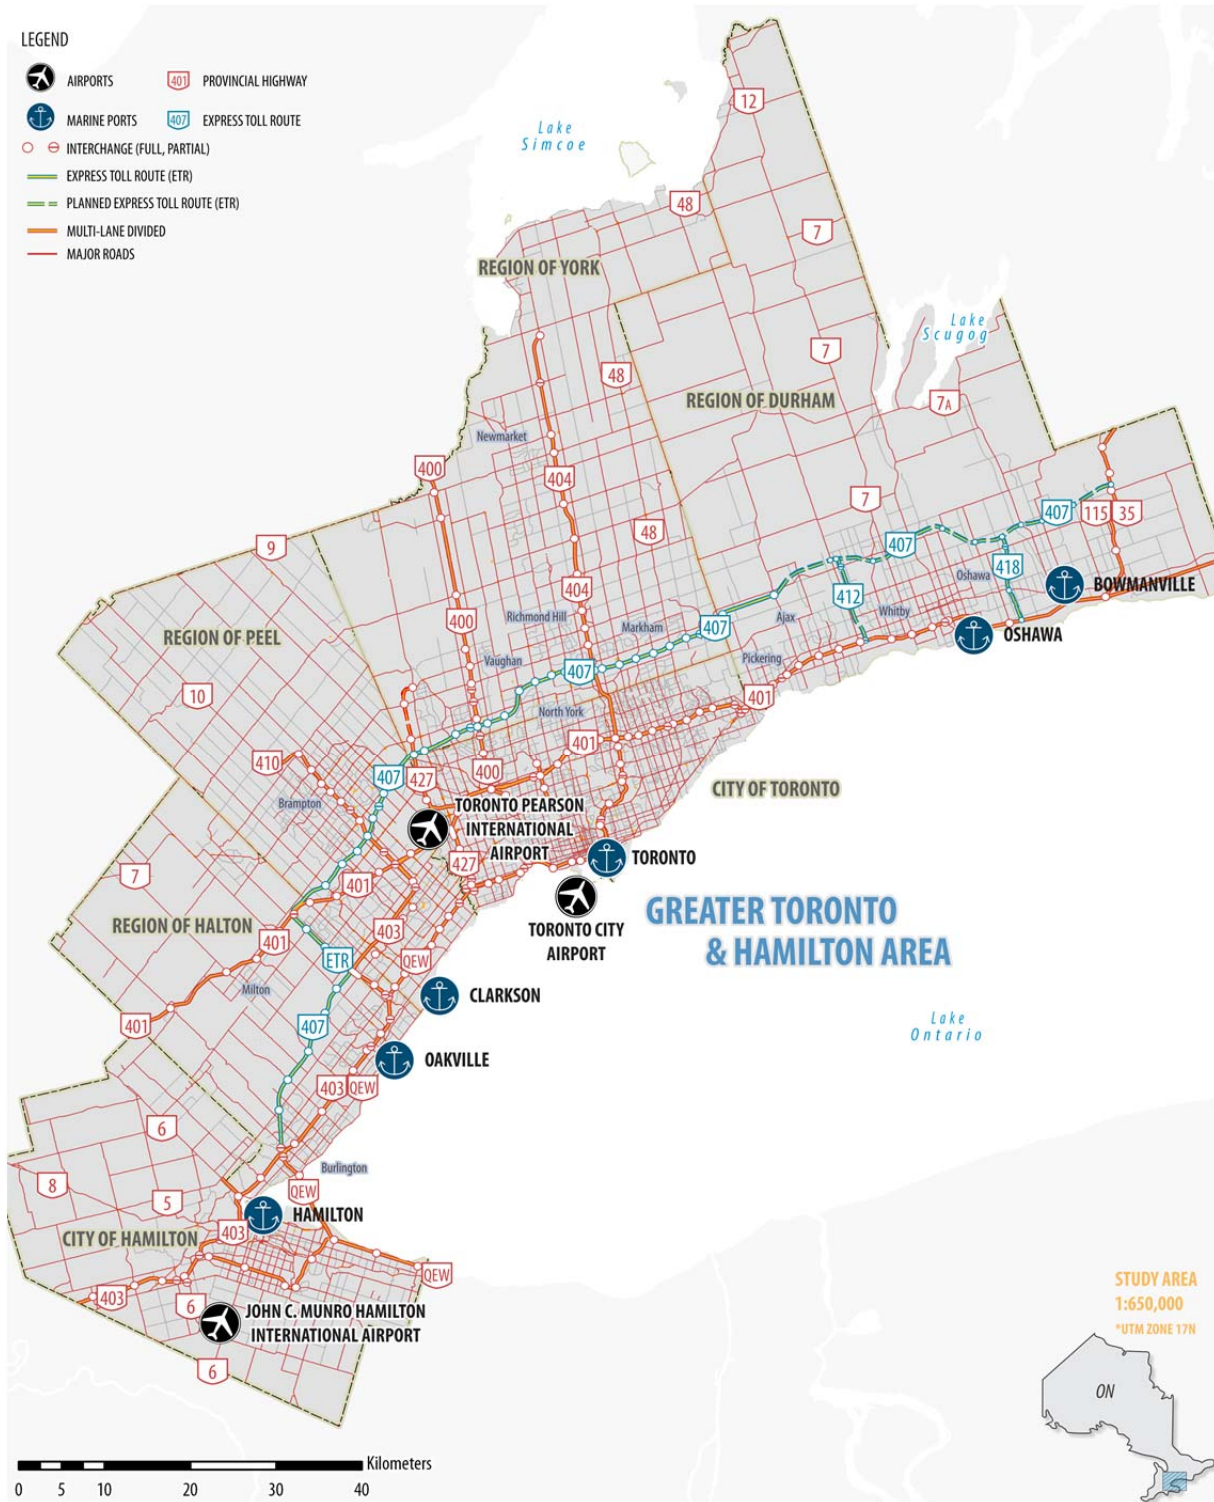 LEGEND
AIRPORTS
401 PROVINCIAL HIGHWAY
MARINE PORTS
407 EXPRESS TOLL ROUTE
INTERCHANGE (FULL, PARTIAL)
EXPRESS TOLL ROUTE (ETR)
PLANNED EXPRESS TOLL ROUTE (ETR)
MULTI-LANE DIVIDED
MAJOR ROADS
12
Lake
Simcoe
48
7
REGION OF YORK
Lake
Scugog
7
48
REGION OF DURHAM
7A
Newmarket
400
404
7
407
115
35
48
9
407
418
Oshawa
BOWMANVILLE
404
412
Richmond Hill
Markham
Ajax
Whitby
400
407
OSHAWA
REGION OF PEEL
Vaughan
Pickering
407
10
401
North York
401
410
407
427
400
CITY OF TORONTO
Brampton
TORONTO PEARSON
INTERNATIONAL
AIRPORT
427
TORONTO
7
401
TORONTO CITY
AIRPORT
GREATER TORONTO
& HAMILTON AREA
REGION OF HALTON
401
403
ETR
QEW
Milton
CLARKSON
401
407
Lake
Ontario
OAKVILLE
403
QEW
6
Burlington
8
5
QEW
HAMILTON
CITY OF HAMILTON
403
QEW
403
6
JOHN C. MUNRO HAMILTON
INTERNATIONAL AIRPORT
6
STUDY AREA
1:650,000
*UTM ZONE 17N
ON
Kilometers
0 5 10 20 30 40